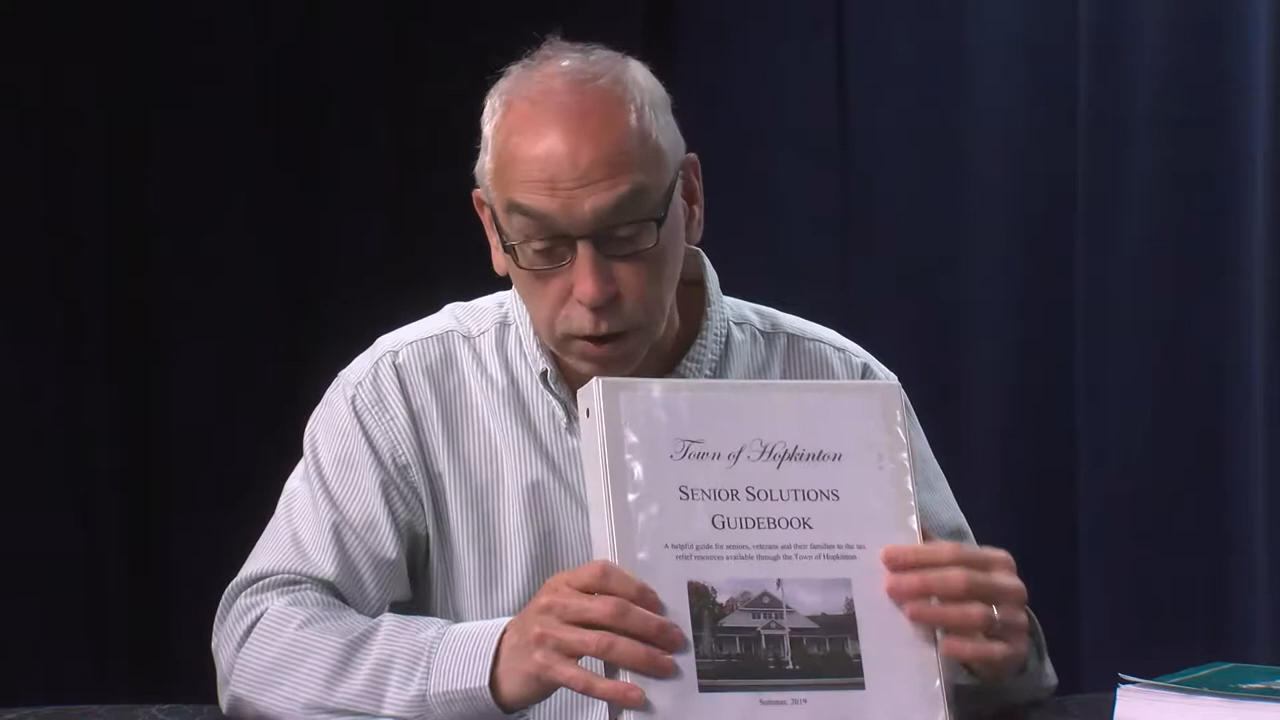 Town of Hopkinton
SENIOR SOLUTIONS
GUIDEBOOK
A helpful guide for seniors, veterans and their families to the tax
relief resources available through the Town of Hopkinton
Summer, 2019